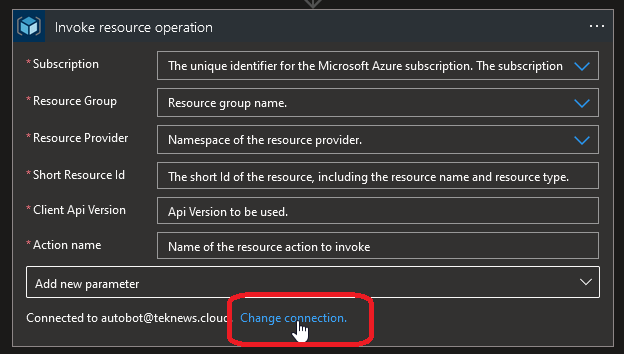 Invoke resource operation
* Subscription
The unique identifier for the Microsoft Azure subscription. The subscription
* Resource Group
Resource group name.
* Resource Provider
Namespace of the resource provider.
* Short Resource Id
The short Id of the resource, including the resource name and resource type.
* Client Api Version
Api Version to be used.
* Action name
Name of the resource action to invoke
Add new parameter
Connected to autobot@teknews.cloud. Change connection.